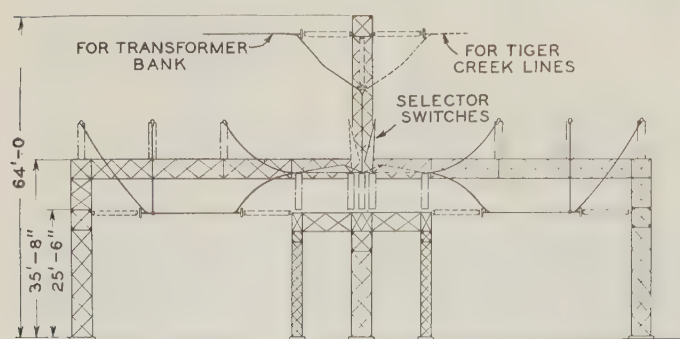 FOR TRANSFORMER
BANK
FOR TIGER
CREEK LINES
SELECTOR
SWITCHES
64'-0
35'-8"
25'-6"